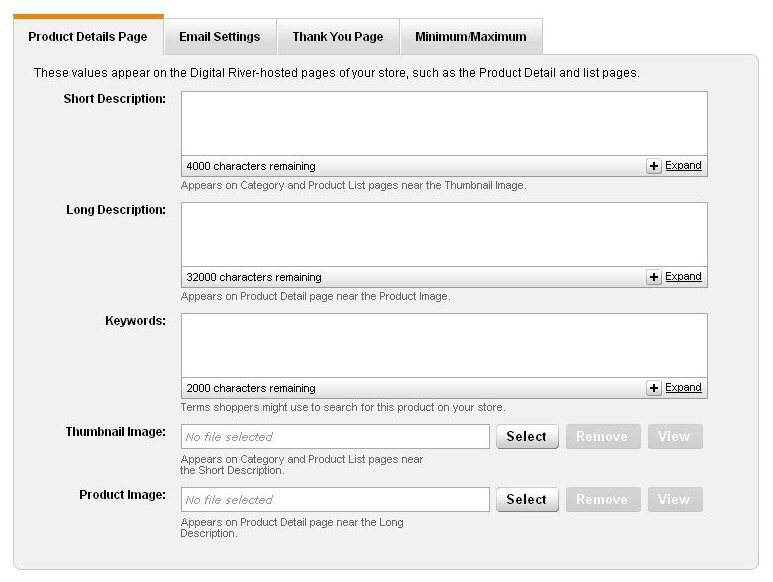 Product Details Page Email Settings Thank You Page Minimum/Maximum
These values appear on the Digital River-hosted pages of your store, such as the Product Detail and list pages.
Short Description:
4000 characters remaining + Expand
Appears on Category and Product List pages near the Thumbnail Image.
Long Description:
32000 characters remaining + Expand
Appears on Product Detail page near the Product Image.
Keywords:
2000 characters remaining + Expand
Terms shoppers might use to search for this product on your store.
Thumbnail Image: No file selected Select Remove View
Appears on Category and Product List pages near
the Short Description.
Product Image: No file selected Select Remove View
Appears on Product Detail page near the Long
Description.